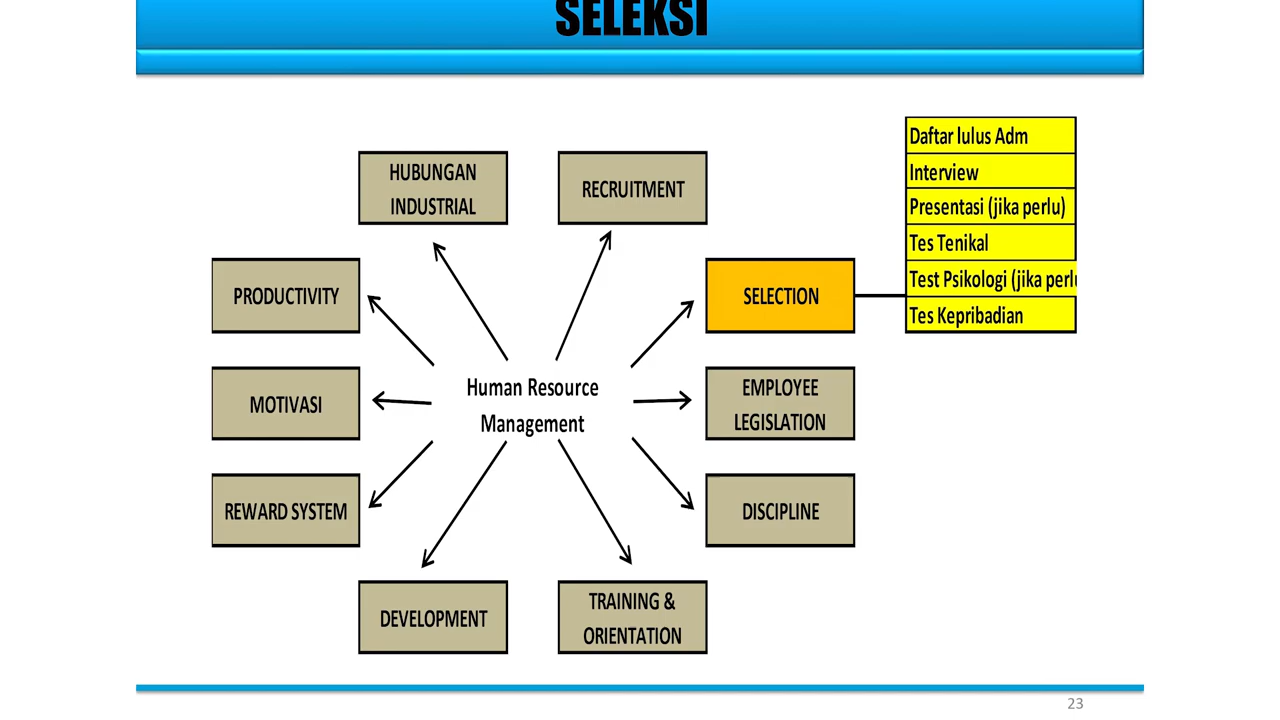 SELEKSI
HUBUNGAN
INDUSTRIAL
RECRUITMENT
Daftar lulus Adm
Interview
Presentasi (jika perlu)
Tes Tenikal
Test Psikologi (jika perlu
Tes Kepribadian
PRODUCTIVITY
SELECTION
Human Resource
Management
MOTIVASI
EMPLOYEE
LEGISLATION
REWARD SYSTEM
DISCIPLINE
DEVELOPMENT
TRAINING &
ORIENTATION
23